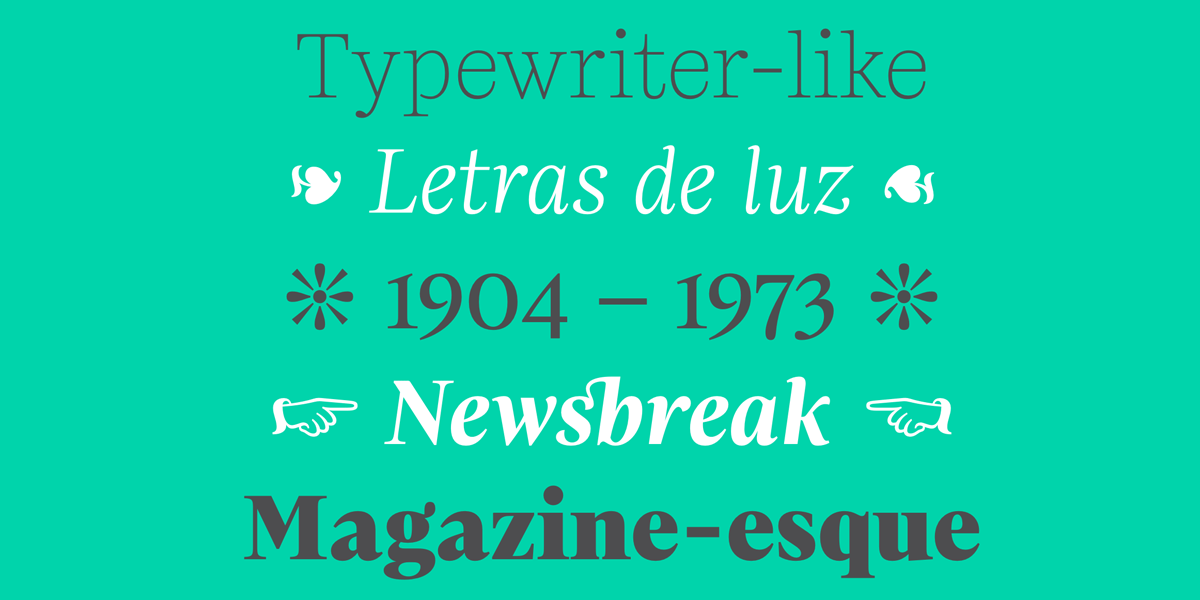 Typewriter-like
❧ Letras de luz ❧
❊ 1904 – 1973 ❊
☞ Newsbreak ☜
Magazine-esque